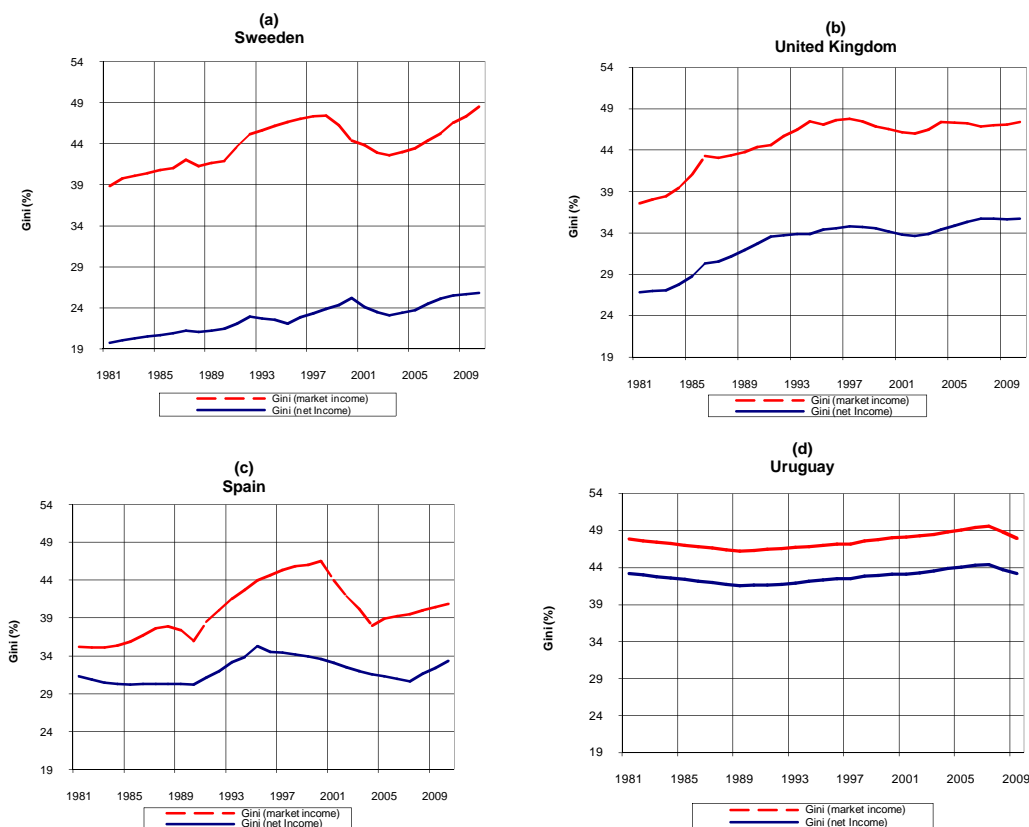 (a)
Sweeden
Gini (%)
54
49
44
39
34
29
24
19
1981 1985 1989 1993 1997 2001 2005 2009
Gini (market income)
Gini (net Income)
(b)
United Kingdom
Gini (%)
54
49
44
39
34
29
24
19
1981 1985 1989 1993 1997 2001 2005 2009
Gini (market income)
Gini (net Income)
(c)
Spain
Gini (%)
54
49
44
39
34
29
24
19
1981 1985 1989 1993 1997 2001 2005 2009
Gini (market income)
Gini (net Income)
(d)
Uruguay
Gini (%)
54
49
44
39
34
29
24
19
1981 1985 1989 1993 1997 2001 2005 2009
Gini (market income)
Gini (net Income)